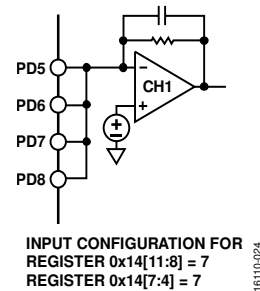 PD5
PD6
PD7
PD8
−
+
CH1
+
−
INPUT CONFIGURATION FOR
REGISTER 0x14[11:8] = 7
REGISTER 0x14[7:4] = 7
16110-024